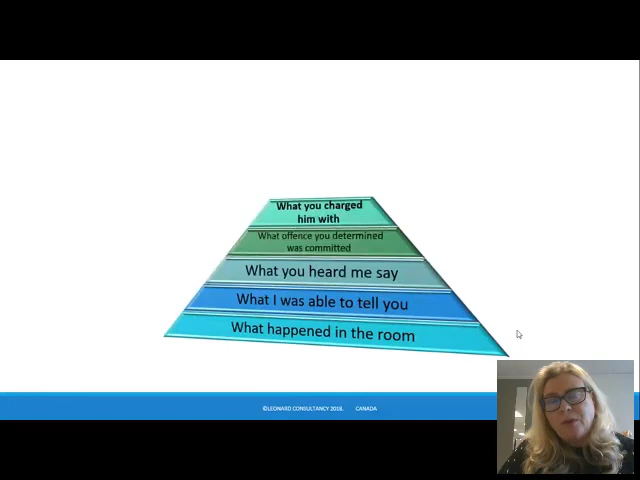 What you charged
him with
What offence you determined
was committed
What you heard me say
What I was able to tell you
What happened in the room
©LEONARD CONSULTANCY 2018. CANADA